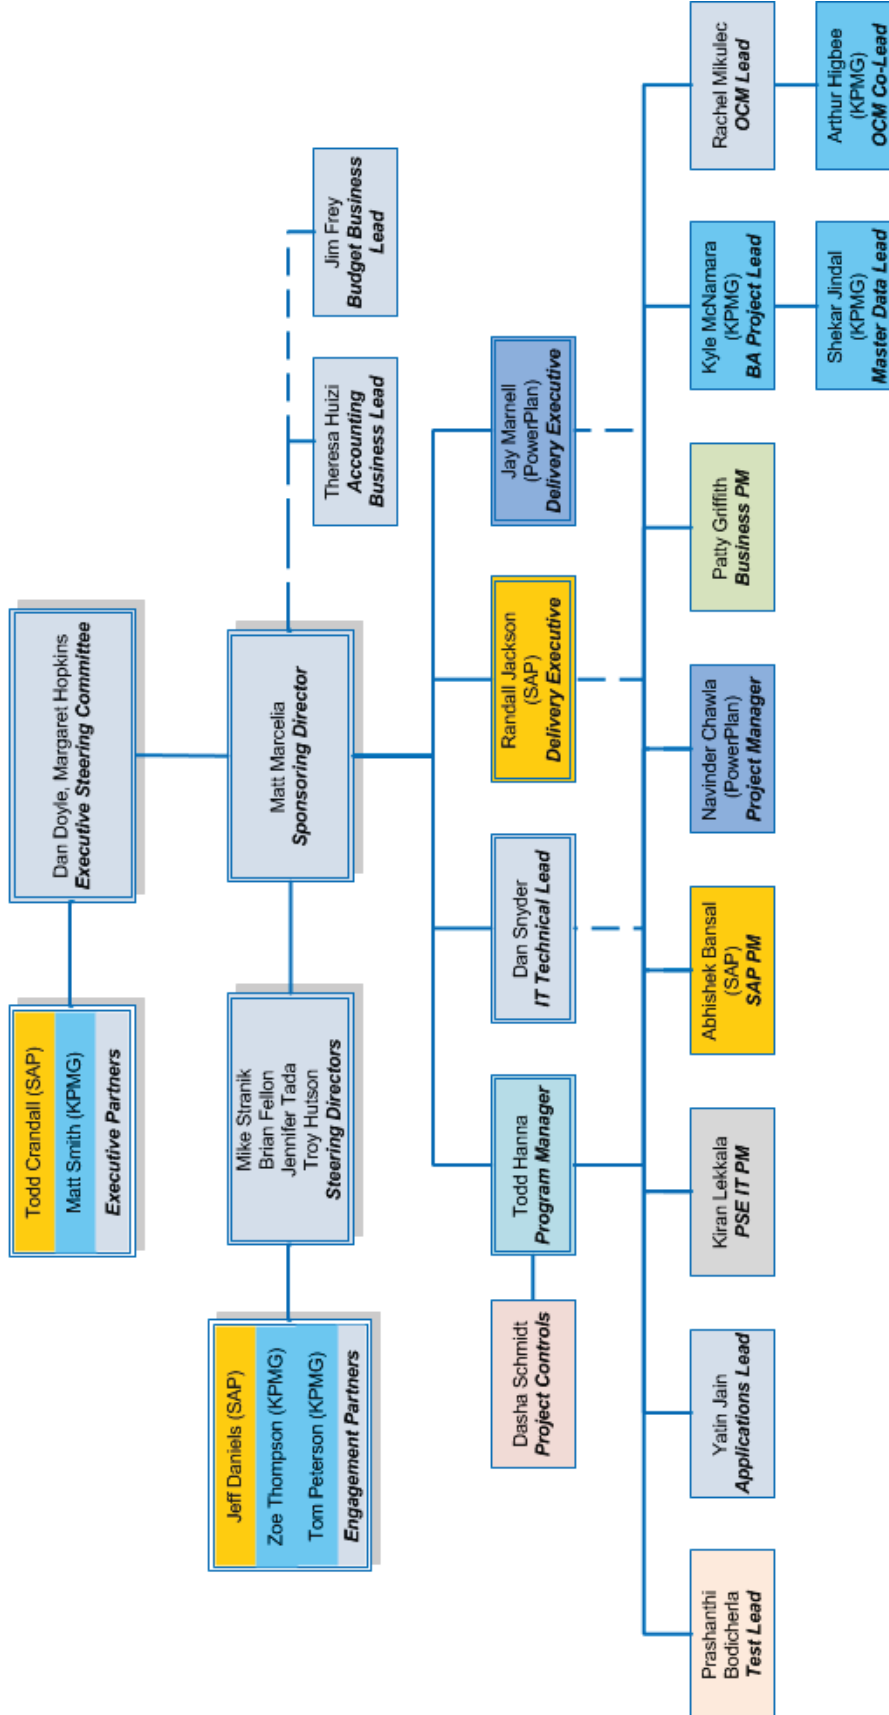 Todd Crandall (SAP)
Matt Smith (KPMG)
Executive Partners
Dan Doyle, Margaret Hopkins
Executive Steering Committee
Jeff Daniels (SAP)
Zoe Thompson (KPMG)
Tom Peterson (KPMG)
Engagement Partners
Mike Stranik
Brian Fellon
Jennifer Tada
Troy Hutson
Steering Directors
Matt Marcelia
Sponsoring Director
Theresa Huizi
Accounting
Business Lead
Jim Frey
Budget Business
Lead
Dasha Schmidt
Project Controls
Todd Hanna
Program Manager
Dan Snyder
IT Technical Lead
Randall Jackson
(SAP)
Delivery Executive
Jay Marnell
(PowerPlan)
Delivery Executive
Prashanthi
Bodicherla
Test Lead
Yatin Jain
Applications Lead
Kiran Lekkala
PSE IT PM
Abhishek Bansal
(SAP)
SAP PM
Navinder Chawla
(PowerPlan)
Project Manager
Patty Griffith
Business PM
Kyle McNamara
(KPMG)
BA Project Lead
Rachel Mikulec
OCM Lead
Shekar Jindal
(KPMG)
Master Data Lead
Arthur Higbee
(KPMG)
OCM Co-Lead